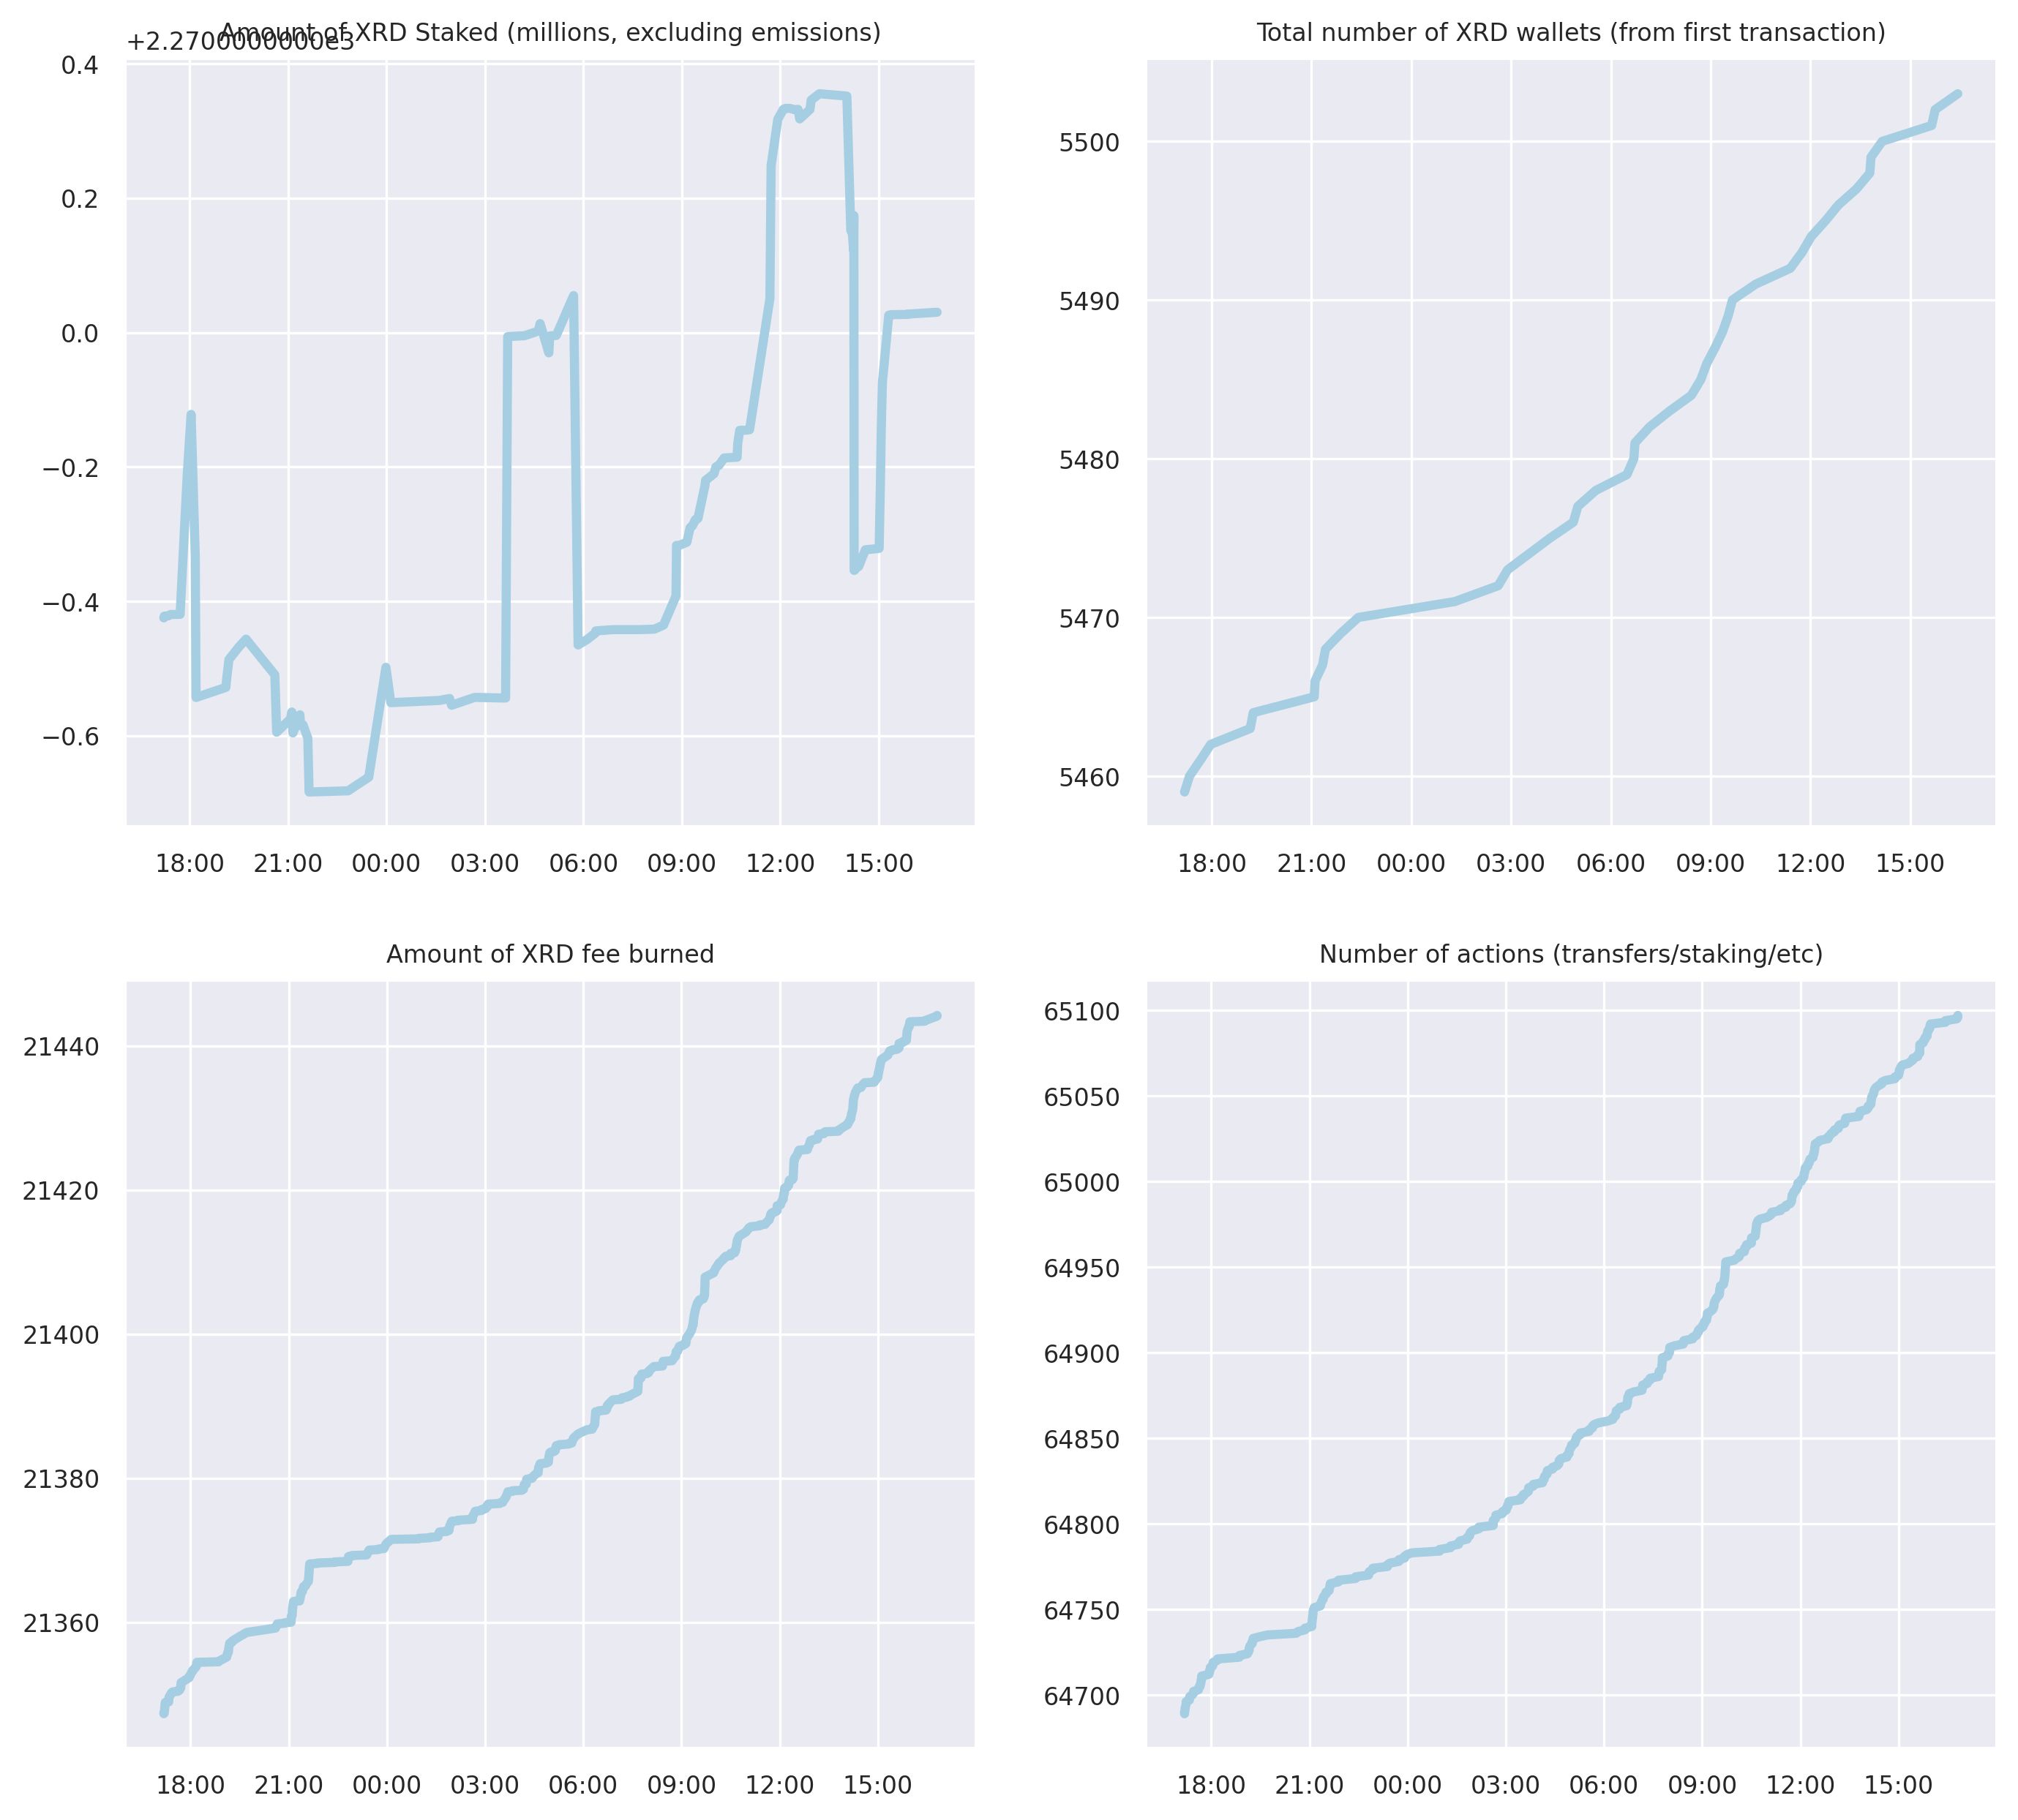 Amount of XRD Staked (millions, excluding emissions)
+2.2700000000e3
0.4
0.2
0.0
−0.2
−0.4
−0.6
18:00 21:00 00:00 03:00 06:00 09:00 12:00 15:00
Total number of XRD wallets (from first transaction)
5500
5490
5480
5470
5460
18:00 21:00 00:00 03:00 06:00 09:00 12:00 15:00
Amount of XRD fee burned
21440
21420
21400
21380
21360
18:00 21:00 00:00 03:00 06:00 09:00 12:00 15:00
Number of actions (transfers/staking/etc)
65100
65050
65000
64950
64900
64850
64800
64750
64700
18:00 21:00 00:00 03:00 06:00 09:00 12:00 15:00